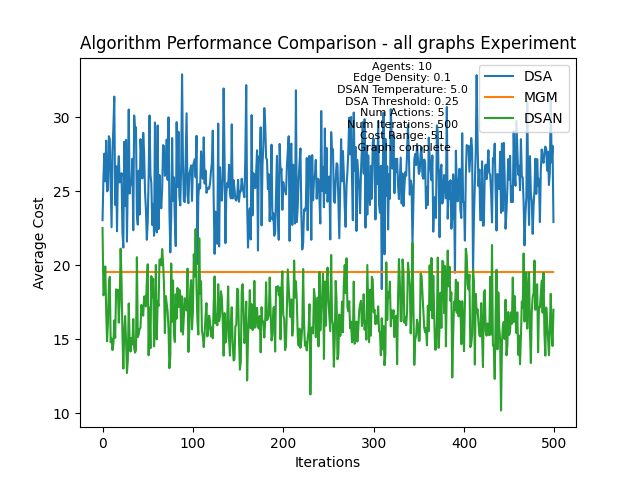 Algorithm Performance Comparison - all graphs Experiment
Agents: 10
Edge Density: 0.1
DSAN Temperature: 5.0
DSA Threshold: 0.25
Num Actions: 5
Num Iterations: 500
Cost Range: 51
Graph: complete
DSA
MGM
DSAN
Average Cost
30
25
20
15
10
0
100
200
300
400
500
Iterations